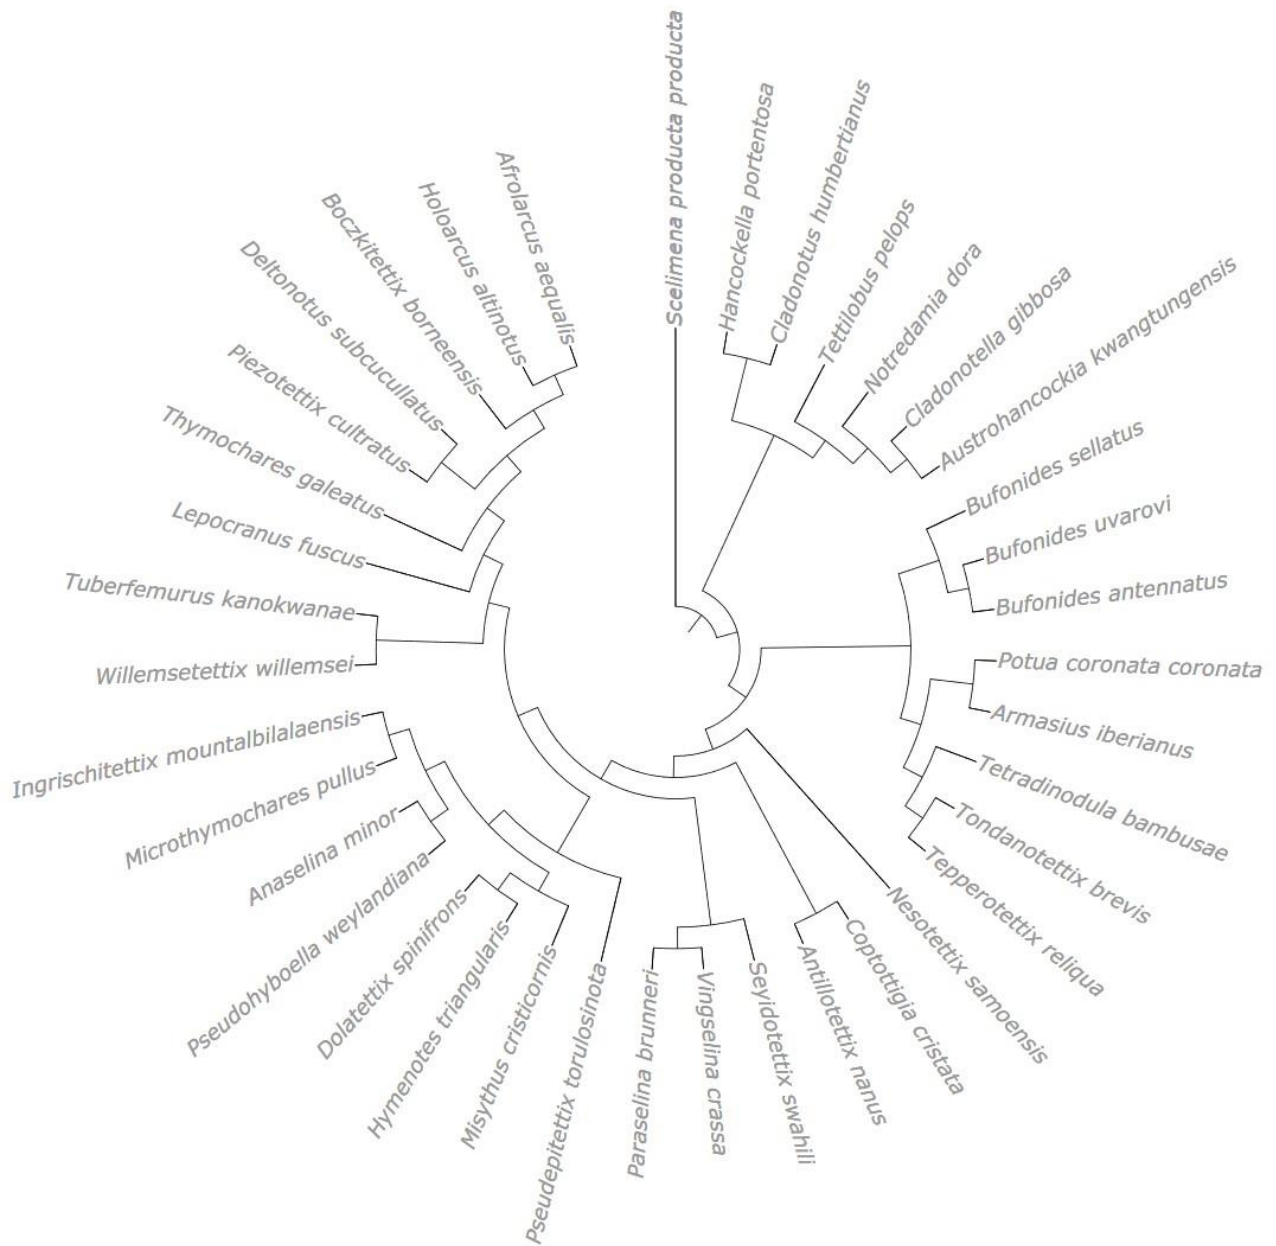 Scelimena producta producta
Hancockella portentosa
Cladonotus humbertianus
Tettilobus pelops
Notredamia dora
Cladonotella gibbosa
Austrohancockia kwangtungensis
Bufonides sellatus
Bufonides uvarovi
Bufonides antennatus
Potua coronata coronata
Armasius iberianus
Tetradinodula bambusae
Tondanotettix brevis
Tepperotettix reliqua
Nesotettix samoensis
Coptottigia cristata
Antillotettix nanus
Seyidotettix swahili
Vingselina crassa
Paraselina brunneri
Pseudepitettix torulosinota
Misythus cristicornis
Hymenotes triangularis
Dolatettix spinifrons
Pseudohyboella weylandiana
Anaselina minor
Microthymochares pullus
Ingrischitettix mountalbilalaensis
Willemsetettix willemsei
Tuberfemurus kanokwanae
Lepocranus fuscus
Thymochares galeatus
Piezotettix cultratus
Deltonotus subcucullatus
Boczkitettix borneensis
Holoarcus altinotus
Afrolarcus aequalis